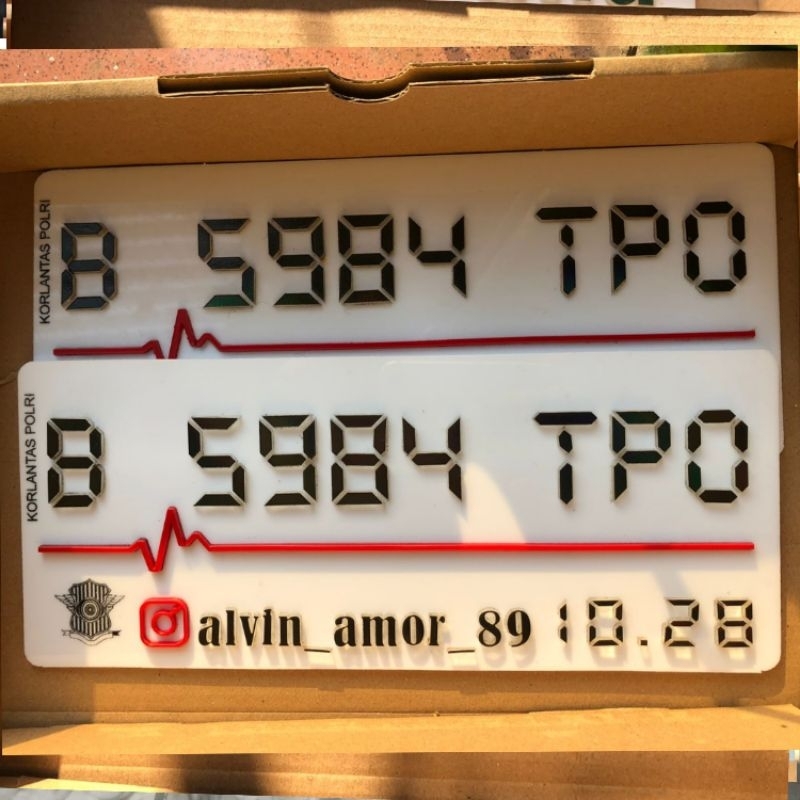 KORLANTAS POLRI
B 5984 TPO
KORLANTAS POLRI
B 5984 TPO
alvin_amor_89 10.28